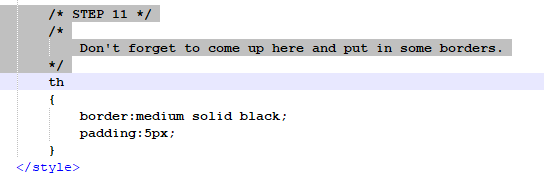 /* STEP 11 */
/*
Don't forget to come up here and put in some borders.
*/
th
{
border:medium solid black;
padding:5px;
}
</style>